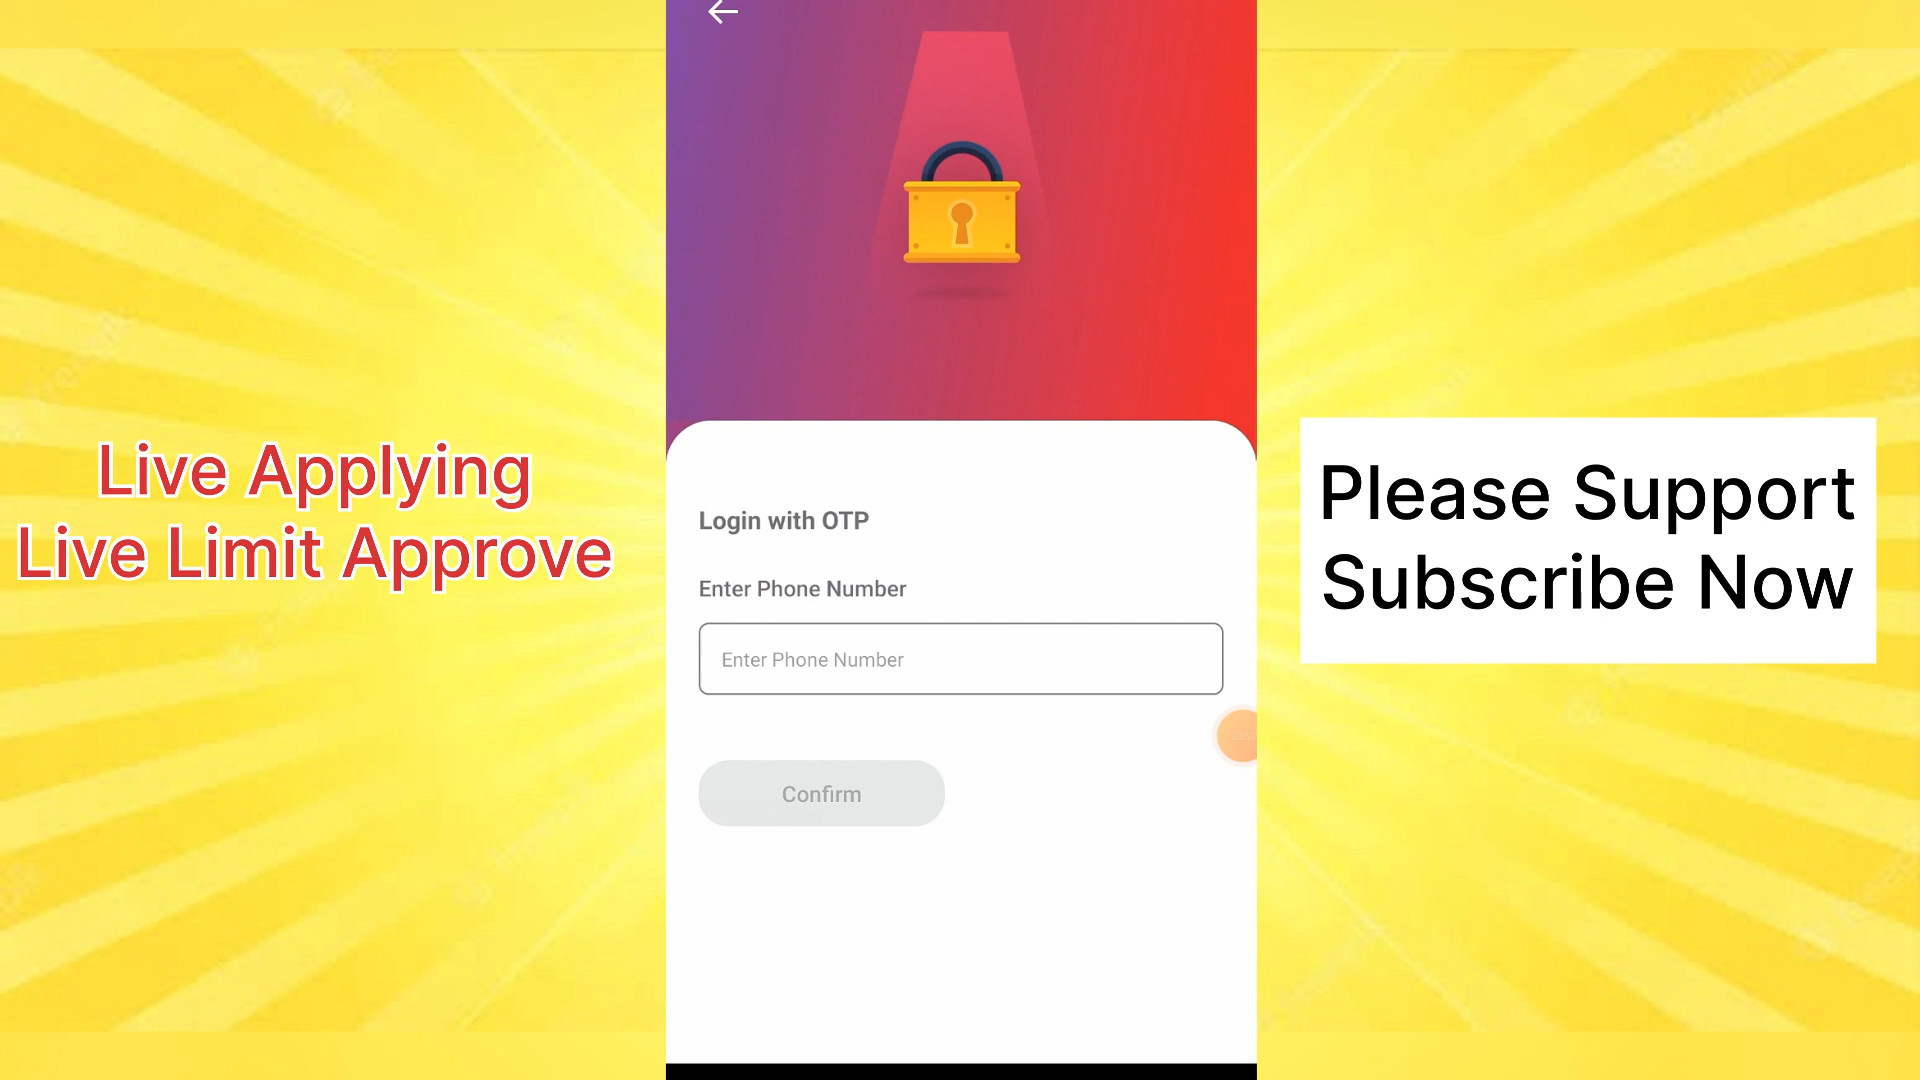 Live Applying
Live Limit Approve
Login with OTP
Enter Phone Number
Enter Phone Number
Confirm
Please Support
Subscribe Now